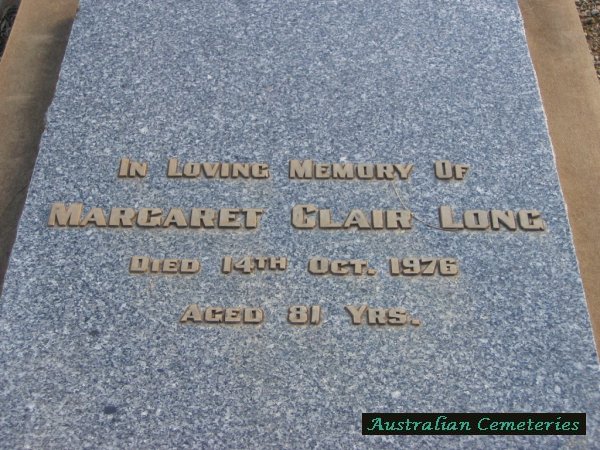 In Loving Memory Of
Margaret Clair Long
Died 14th Oct. 1976
Aged 81 Yrs.
Australian Cemeteries